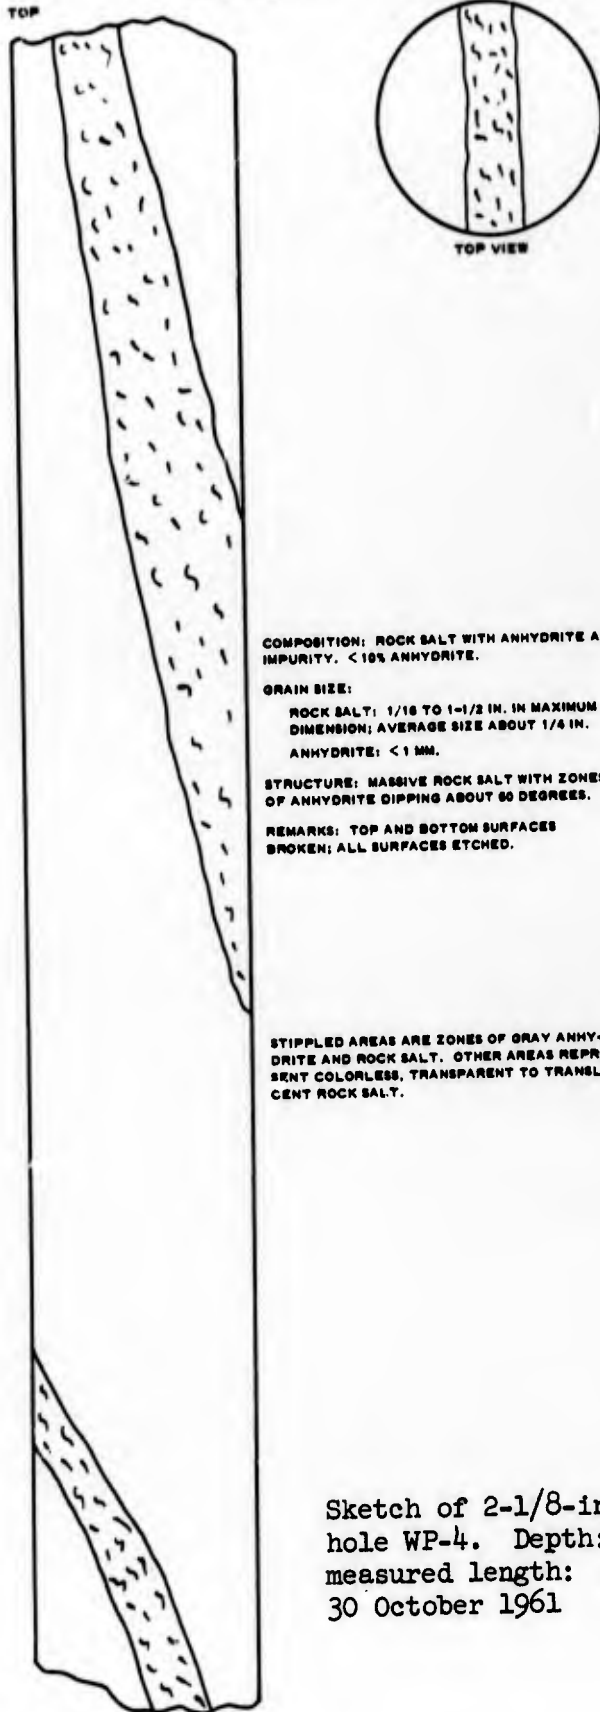 TOP
TOP VIEW
COMPOSITION: ROCK SALT WITH ANHYDRITE A
IMPURITY. < 10% ANHYDRITE.
GRAIN SIZE:
ROCK SALT: 1/16 TO 1-1/2 IN. IN MAXIMUM
DIMENSION; AVERAGE SIZE ABOUT 1/4 IN.
ANHYDRITE: < 1 MM.
STRUCTURE: MASSIVE ROCK SALT WITH ZONES
OF ANHYDRITE DIPPING ABOUT 60 DEGREES.
REMARKS: TOP AND BOTTOM SURFACES
BROKEN; ALL SURFACES ETCHED.
STIPPLED AREAS ARE ZONES OF GRAY ANHY-
DRITE AND ROCK SALT. OTHER AREAS REPR
SENT COLORLESS, TRANSPARENT TO TRANSL
CENT ROCK SALT.
Sketch of 2-1/8-in
hole WP-4. Depth:
measured length:
30 October 1961